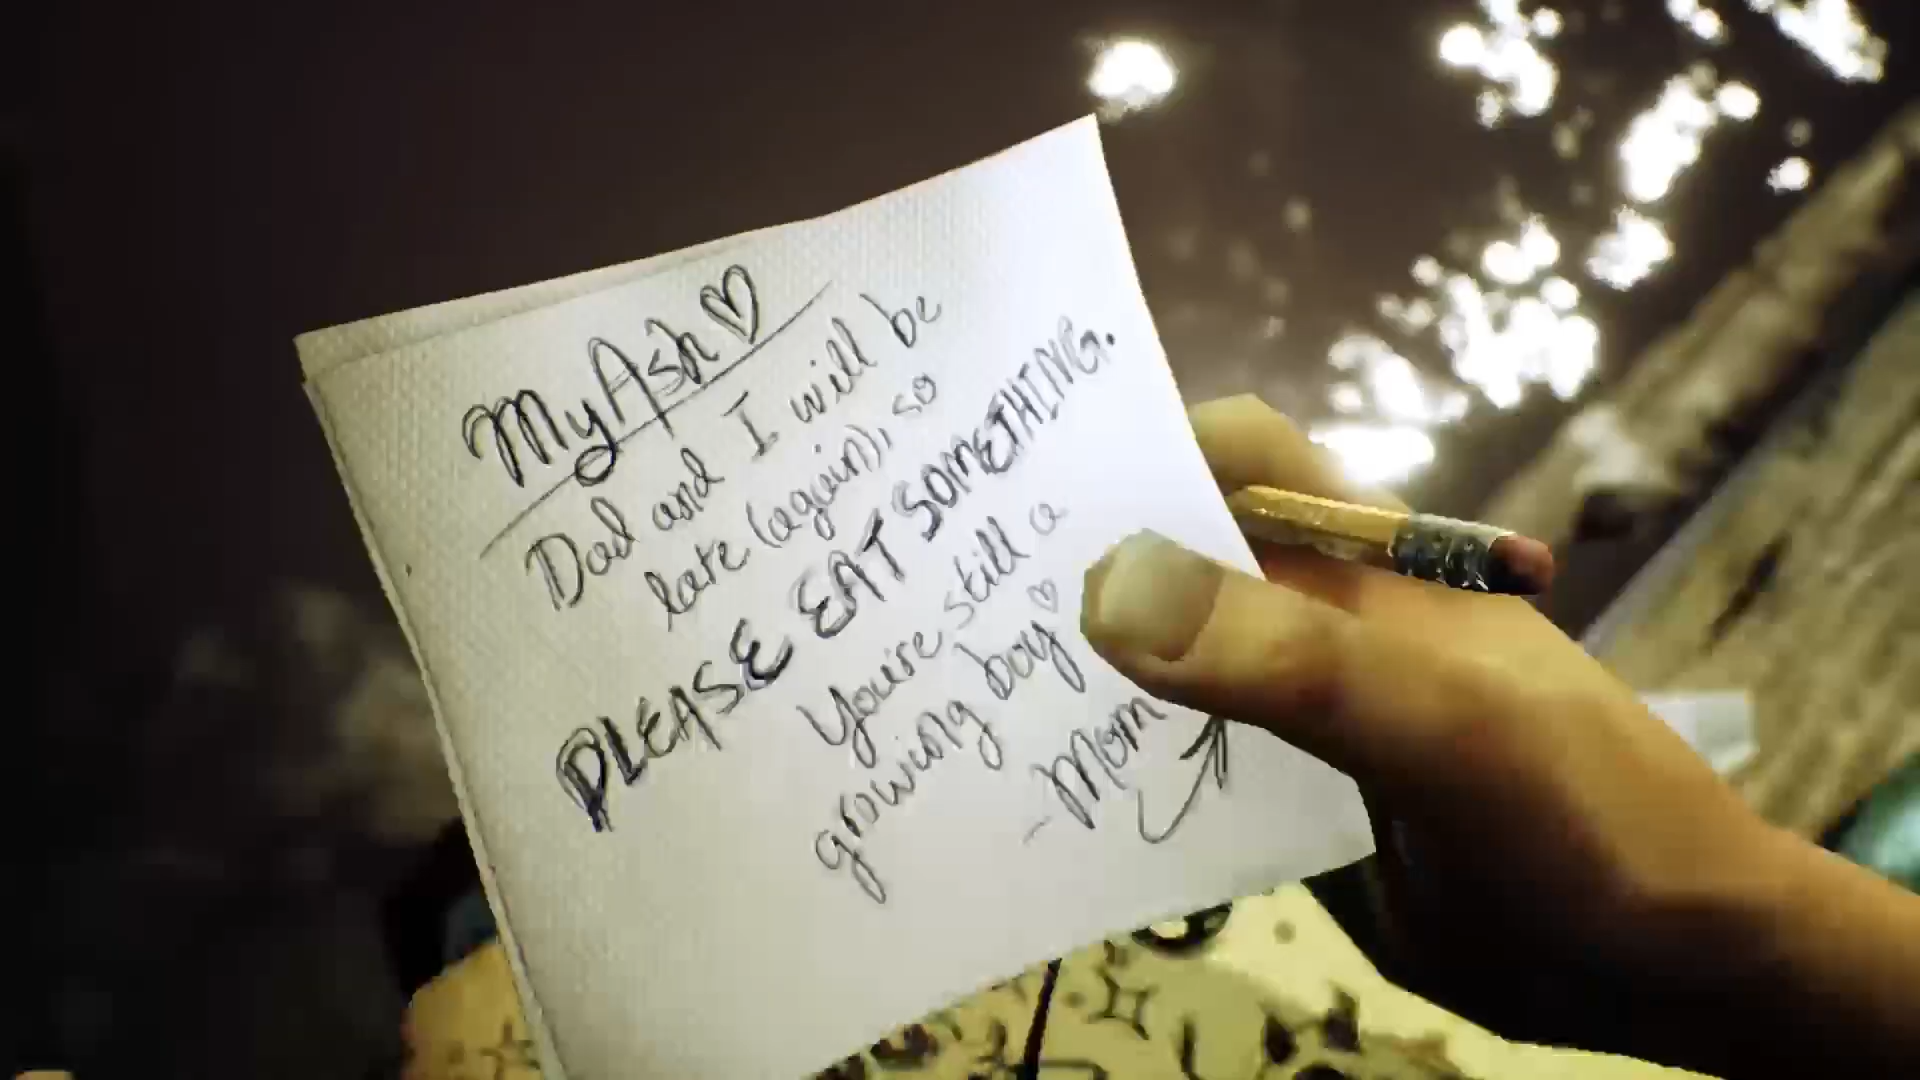 My Ash ♡
Dad and I will be
late (again), so
PLEASE EAT SOMETHING.
You're still a
growing boy ♡
- Mom